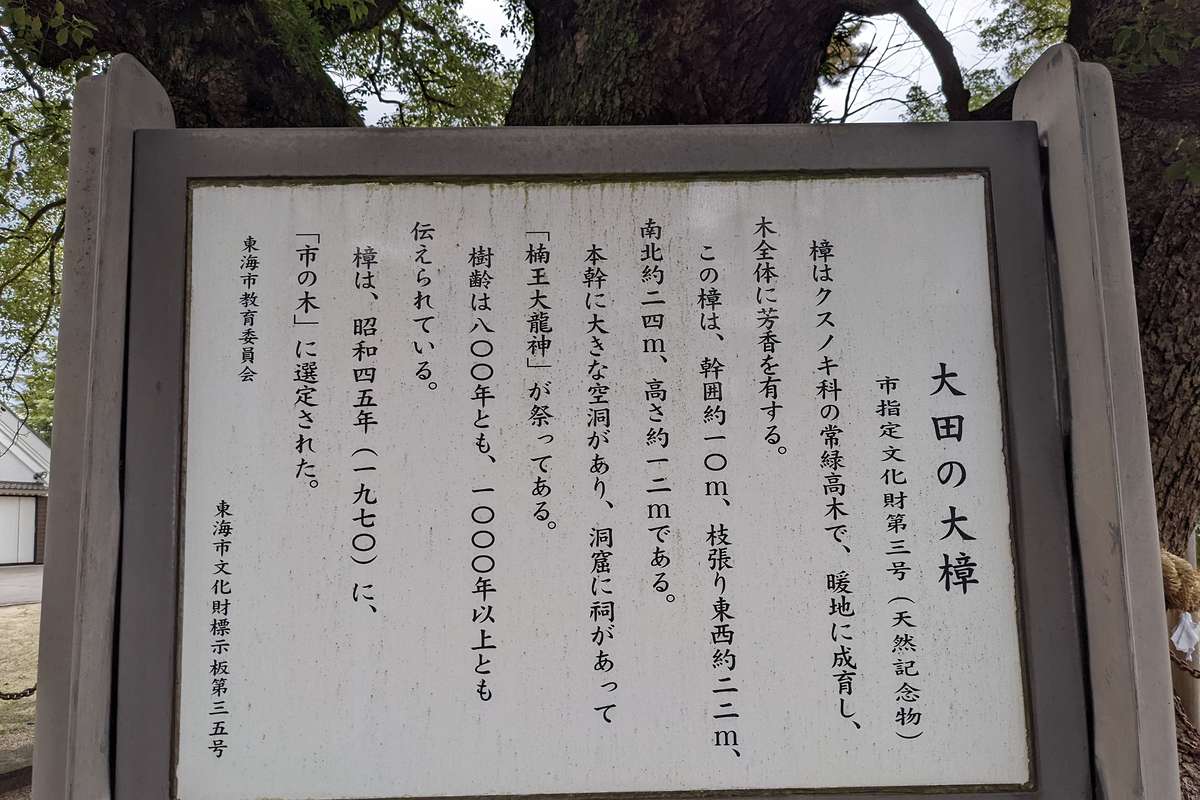 大田の大樟
市指定文化財第三号（天然記念物）
樟はクスノキ科の常緑高木で、暖地に成育し、
木全体に芳香を有する。
この樟は、幹囲約一〇ｍ、枝張り東西約二二ｍ、
南北約二四ｍ、高さ約一二ｍである。
本幹に大きな空洞があり、洞窟に祠があって
「楠王大龍神」が祭ってある。
樹齢は八〇〇年とも、一〇〇〇年以上とも
伝えられている。
樟は、昭和四五年（一九七〇）に、
「市の木」に選定された。
東海市教育委員会
東海市文化財標示板第三五号